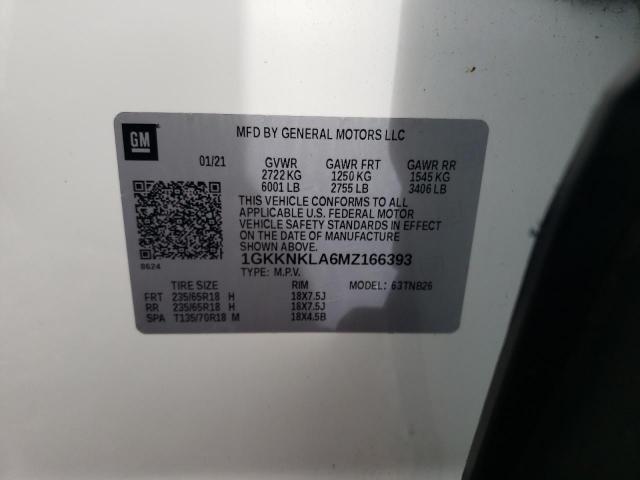 GM
MFD BY GENERAL MOTORS LLC
01/21 GVWR GAWR FRT GAWR RR
2722 KG 1250 KG 1545 KG
6001 LB 2755 LB 3406 LB
THIS VEHICLE CONFORMS TO ALL
APPLICABLE U.S. FEDERAL MOTOR
VEHICLE SAFETY STANDARDS IN EFFECT
ON THE DATE OF MANUFACTURE
SHOWN ABOVE.
8624
1GKKNKLA6MZ166393
TYPE: M.P.V. MODEL: 63TNB26
TIRE SIZE RIM
FRT 235/65R18 H 18X7.5J
RR 235/65R18 H 18X7.5J
SPA T135/70R18 M 18X4.5B